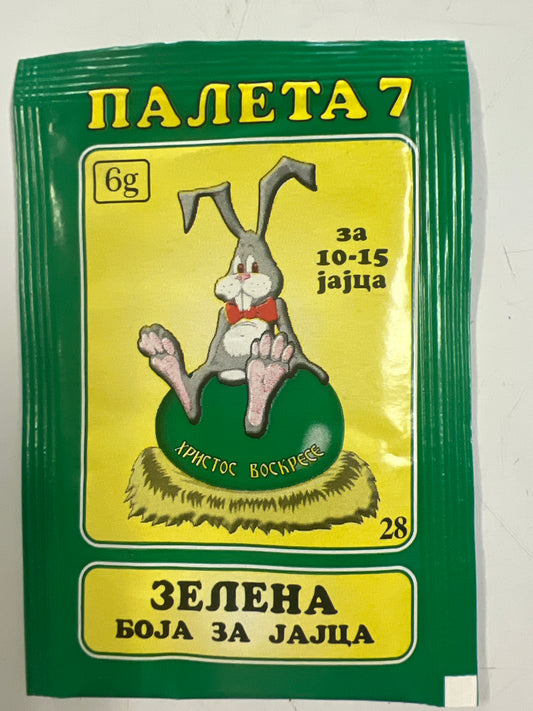 ПАЛЕТА 7
6g
за
10-15
јајца
ХРИСТОС ВОСКРЕСЕ
28
ЗЕЛЕНА
БОЈА ЗА ЈАЈЦА